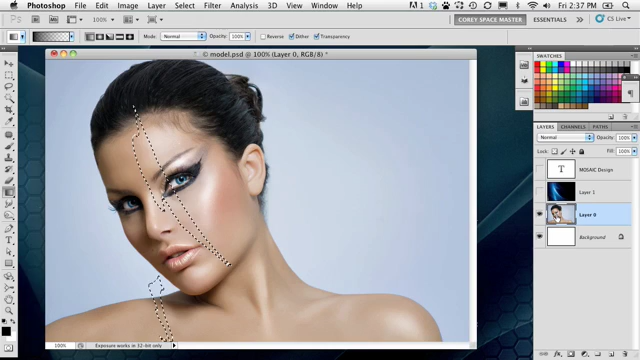 Photoshop File Edit Image Layer Select Filter Analysis 3D View Window Help
1 Fri 2:37 PM
Ps 100% COREY SPACE MASTER ESSENTIALS CS Live
Mode: Normal Opacity: 100% Reverse Dither Transparency
© model.psd @ 100% (Layer 0, RGB/8) *
SWATCHES
LAYERS CHANNELS PATHS
Normal Opacity: 100%
Lock: Fill: 100%
T MOSAIC Design
Layer 1
Layer 0
Background
100% Exposure works in 32-bit only